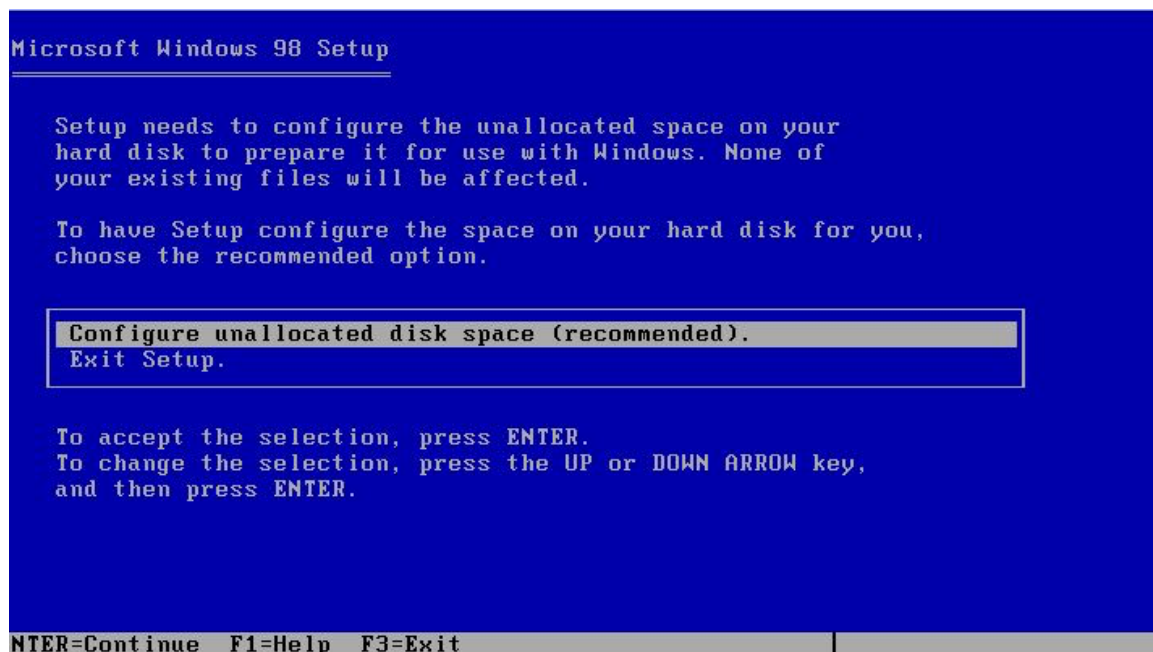 Microsoft Windows 98 Setup
Setup needs to configure the unallocated space on your
hard disk to prepare it for use with Windows. None of
your existing files will be affected.
To have Setup configure the space on your hard disk for you,
choose the recommended option.
Configure unallocated disk space (recommended).
Exit Setup.
To accept the selection, press ENTER.
To change the selection, press the UP or DOWN ARROW key,
and then press ENTER.
NTER=Continue F1=Help F3=Exit